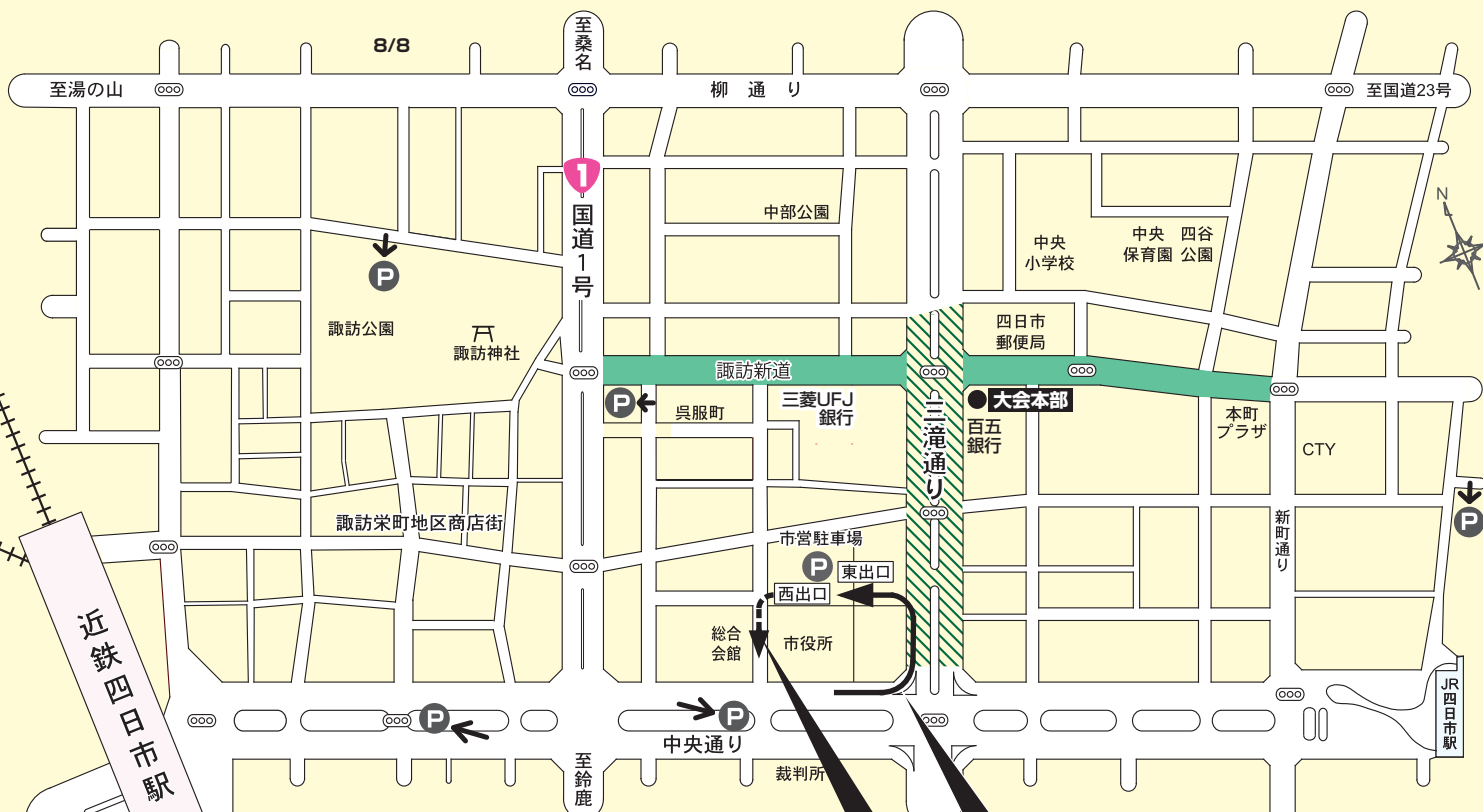 8/8
至桑名
至湯の山
柳通り
至国道23号
1
国道1号
中部公園
中央
小学校
中央
保育園
四谷
公園
N
P
諏訪公園
諏訪神社
四日市
郵便局
諏訪新道
P
呉服町
三菱UFJ
銀行
三滝通り
大会本部
百五
銀行
本町
プラザ
CTY
諏訪栄町地区商店街
市営駐車場
P
東出口
西出口
新町通り
P
総合
会館
市役所
近鉄四日市駅
JR四日市駅
P
P
中央通り
至鈴鹿
裁判所